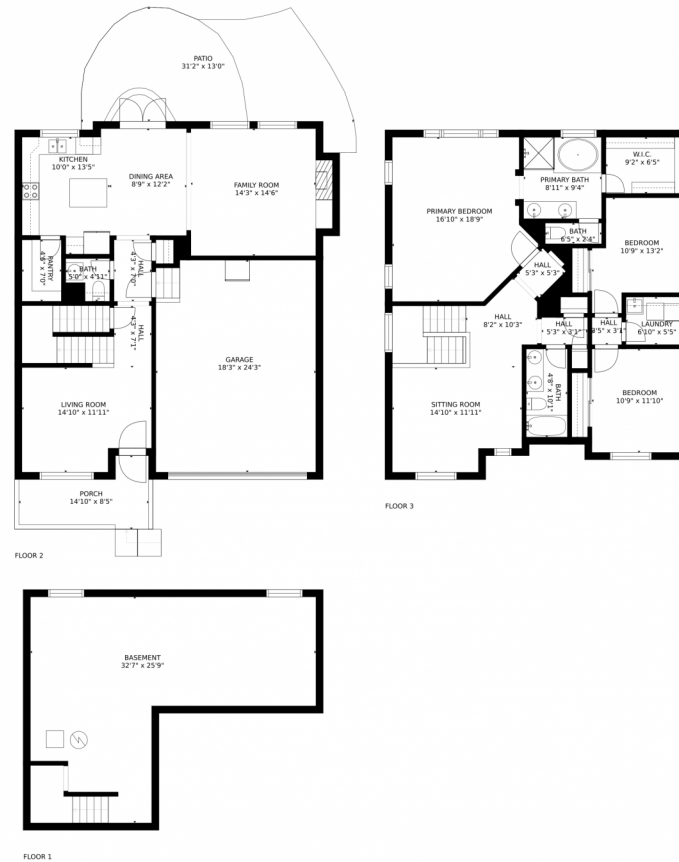 PATIO
31'2" x 13'0"
KITCHEN
10'0" x 13'5"
DINING AREA
8'9" x 12'2"
FAMILY ROOM
14'3" x 14'6"
PANTRY
4'6" x 7'0"
BATH
5'0" x 4'11"
HALL
4'3" x 7'0"
HALL
4'3" x 7'1"
GARAGE
18'3" x 24'3"
LIVING ROOM
14'10" x 11'11"
PORCH
14'10" x 8'5"
FLOOR 2
W.I.C.
9'2" x 6'5"
PRIMARY BATH
8'11" x 9'4"
PRIMARY BEDROOM
16'10" x 18'9"
BATH
6'5" x 2'4"
BEDROOM
10'9" x 13'2"
HALL
5'3" x 5'3"
HALL
8'2" x 10'3"
HALL
5'3" x 3'1"
HALL
3'5" x 3'1"
LAUNDRY
6'10" x 5'5"
SITTING ROOM
14'10" x 11'11"
BATH
4'8" x 10'1"
BEDROOM
10'9" x 11'10"
FLOOR 3
BASEMENT
32'7" x 25'9"
FLOOR 1